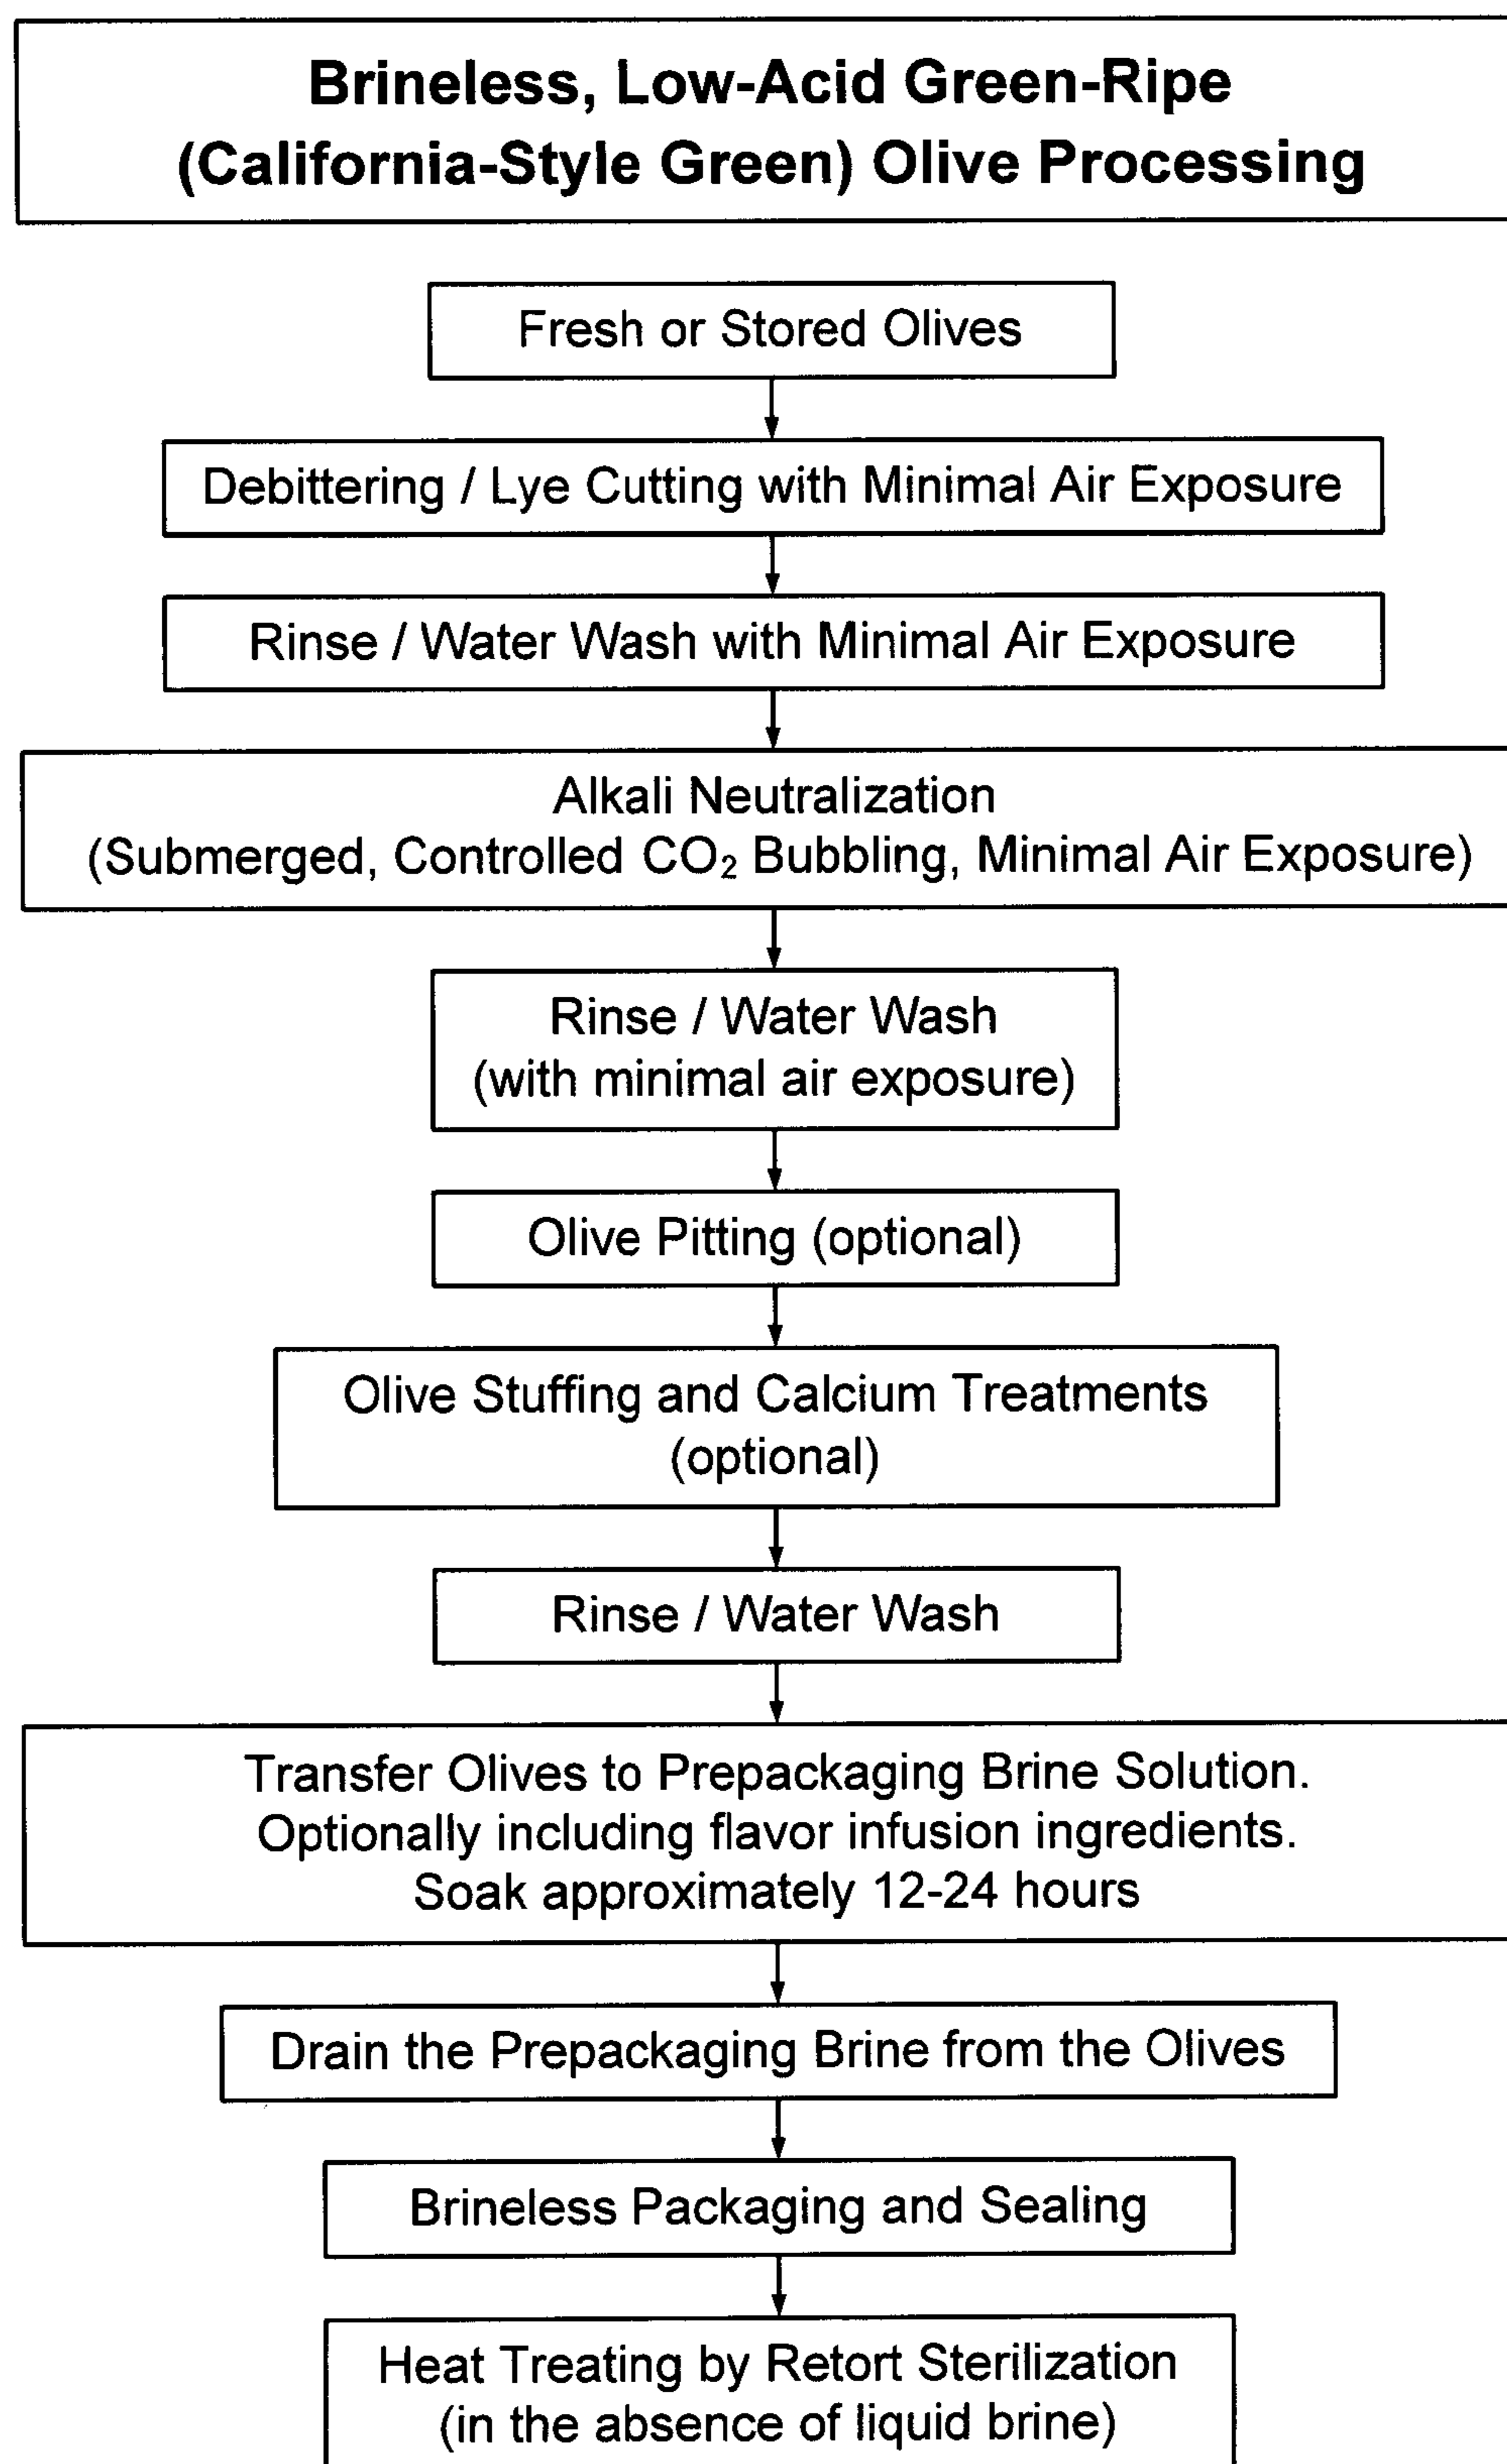 Brineless, Low-Acid Green-Ripe
(California-Style Green) Olive Processing
Fresh or Stored Olives
Debittering / Lye Cutting with Minimal Air Exposure
Rinse / Water Wash with Minimal Air Exposure
Alkali Neutralization
(Submerged, Controlled CO₂ Bubbling, Minimal Air Exposure)
Rinse / Water Wash
(with minimal air exposure)
Olive Pitting (optional)
Olive Stuffing and Calcium Treatments
(optional)
Rinse / Water Wash
Transfer Olives to Prepackaging Brine Solution.
Optionally including flavor infusion ingredients.
Soak approximately 12-24 hours
Drain the Prepackaging Brine from the Olives
Brineless Packaging and Sealing
Heat Treating by Retort Sterilization
(in the absence of liquid brine)